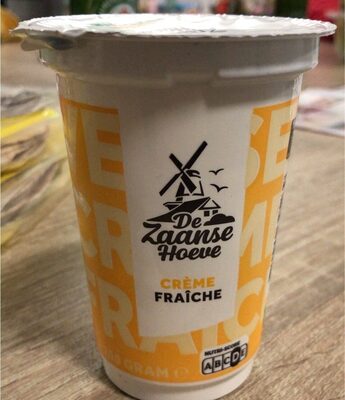 De
Zaanse
Hoeve
CRÈME
FRAÎCHE
GRAM e
NUTRI-SCORE
A B C D E